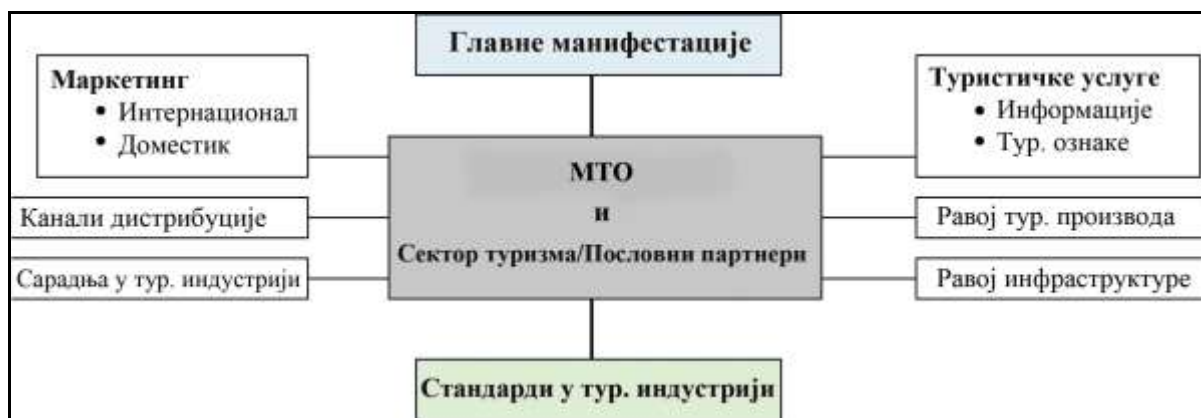 Главне манифестације
Маркетинг
• Интернационал
• Доместик
Туристичке услуге
• Информације
• Тур. ознаке
МТО
и
Сектор туризма/Пословни партнери
Канали дистрибуције
Равој тур. производа
Сарадња у тур. индустрији
Равој инфраструктуре
Стандарди у тур. индустрији